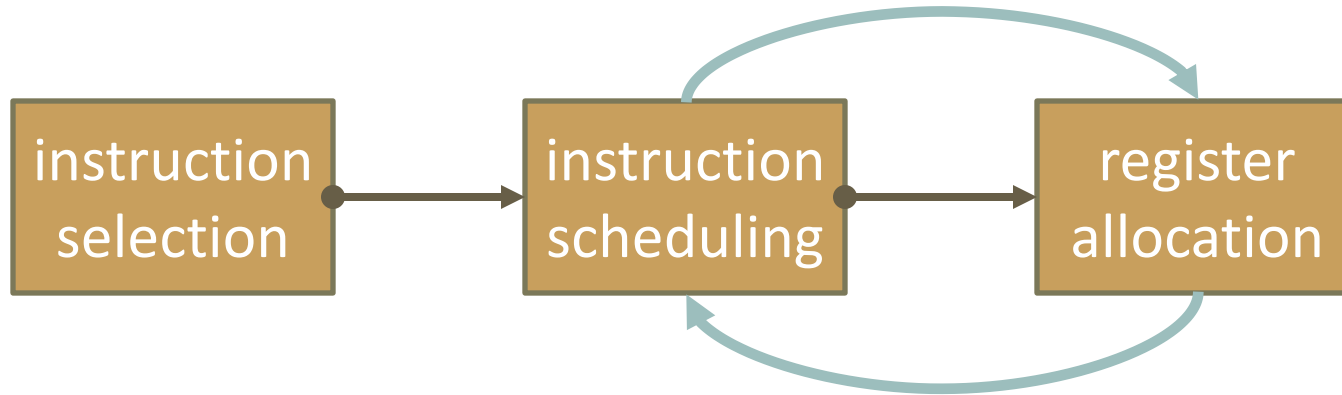 instruction
selection
instruction
scheduling
register
allocation